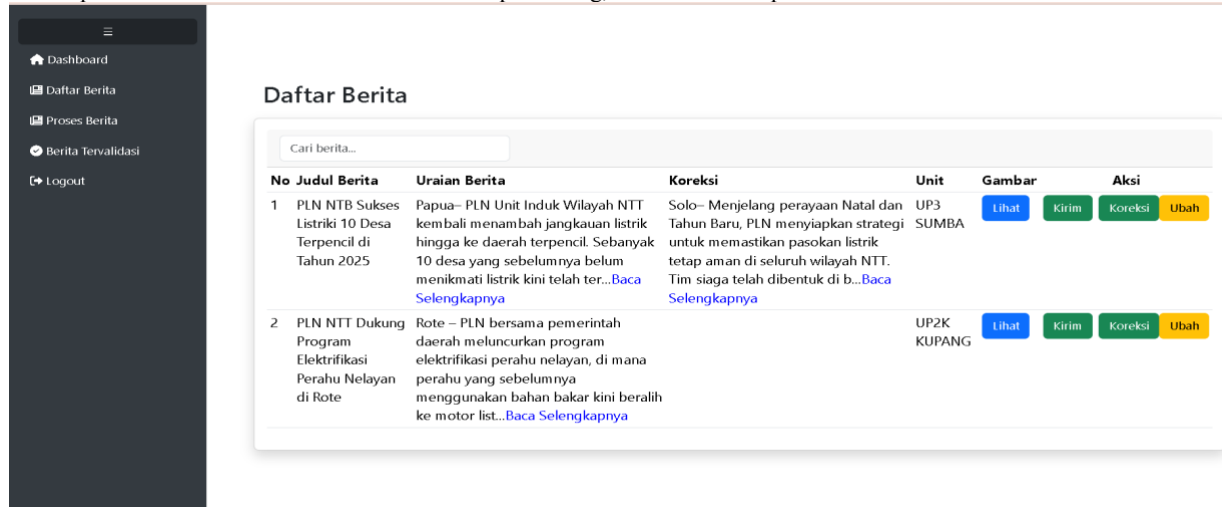 Dashboard
Daftar Berita
Proses Berita
Berita Tervalidasi
Logout
Daftar Berita
Cari berita...
No Judul Berita Uraian Berita Koreksi Unit Gambar Aksi
1 PLN NTB Sukses Papua– PLN Unit Induk Wilayah NTT Solo– Menjelang perayaan Natal dan UP3 Lihat Kirim Koreksi Ubah
Listriki 10 Desa kembali menambah jangkauan listrik Tahun Baru, PLN menyiapkan strategi SUMBA
Terpencil di hingga ke daerah terpencil. Sebanyak untuk memastikan pasokan listrik
Tahun 2025 10 desa yang sebelumnya belum tetap aman di seluruh wilayah NTT.
menikmati listrik kini telah ter...Baca Tim siaga telah dibentuk di b...Baca
Selengkapnya Selengkapnya
2 PLN NTT Dukung Rote – PLN bersama pemerintah UP2K Lihat Kirim Koreksi Ubah
Program daerah meluncurkan program KUPANG
Elektrifikasi elektrifikasi perahu nelayan, di mana
Perahu Nelayan perahu yang sebelumnya
di Rote menggunakan bahan bakar kini beralih
ke motor list...Baca Selengkapnya